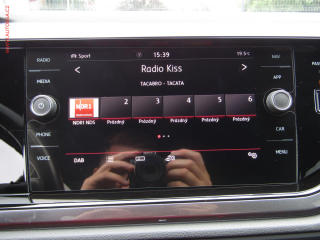 Sport
15:39
19.5°C
RADIO
NAV
Radio Kiss
MEDIA
APP
TACABRO - TACATA
2 3 4 5 6
NDR1
NDR1 NDS Prázdný Prázdný Prázdný Prázdný Prázdný
PHONE
CAR
VOICE
MENU
DAB